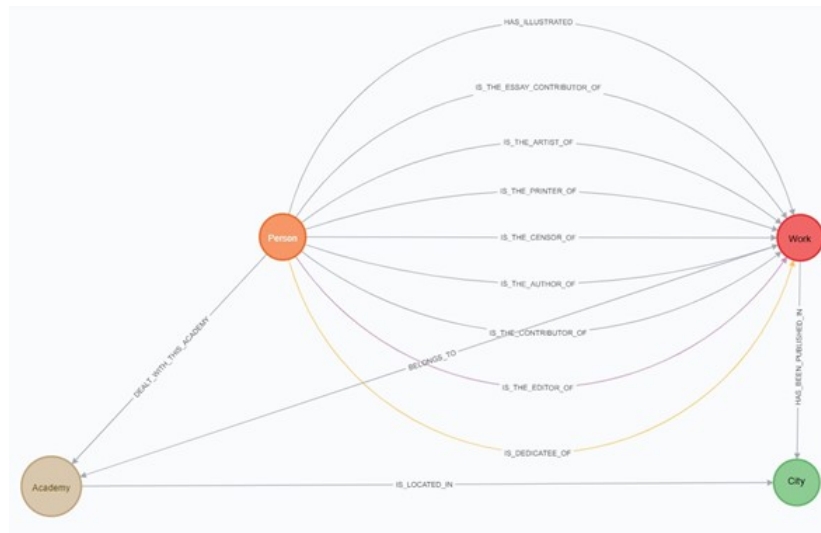 HAS_ILLUSTRATED
IS_THE_ESSAY_CONTRIBUTOR_OF
IS_THE_ARTIST_OF
IS_THE_PRINTER_OF
Person
IS_THE_CENSOR_OF
Work
IS_THE_AUTHOR_OF
IS_THE_CONTRIBUTOR_OF
BELONGS_TO
DEALT_WITH_THIS_ACADEMY
HAS_BEEN_PUBLISHED_IN
IS_THE_EDITOR_OF
IS_DEDICATEE_OF
Academy
IS_LOCATED_IN
City